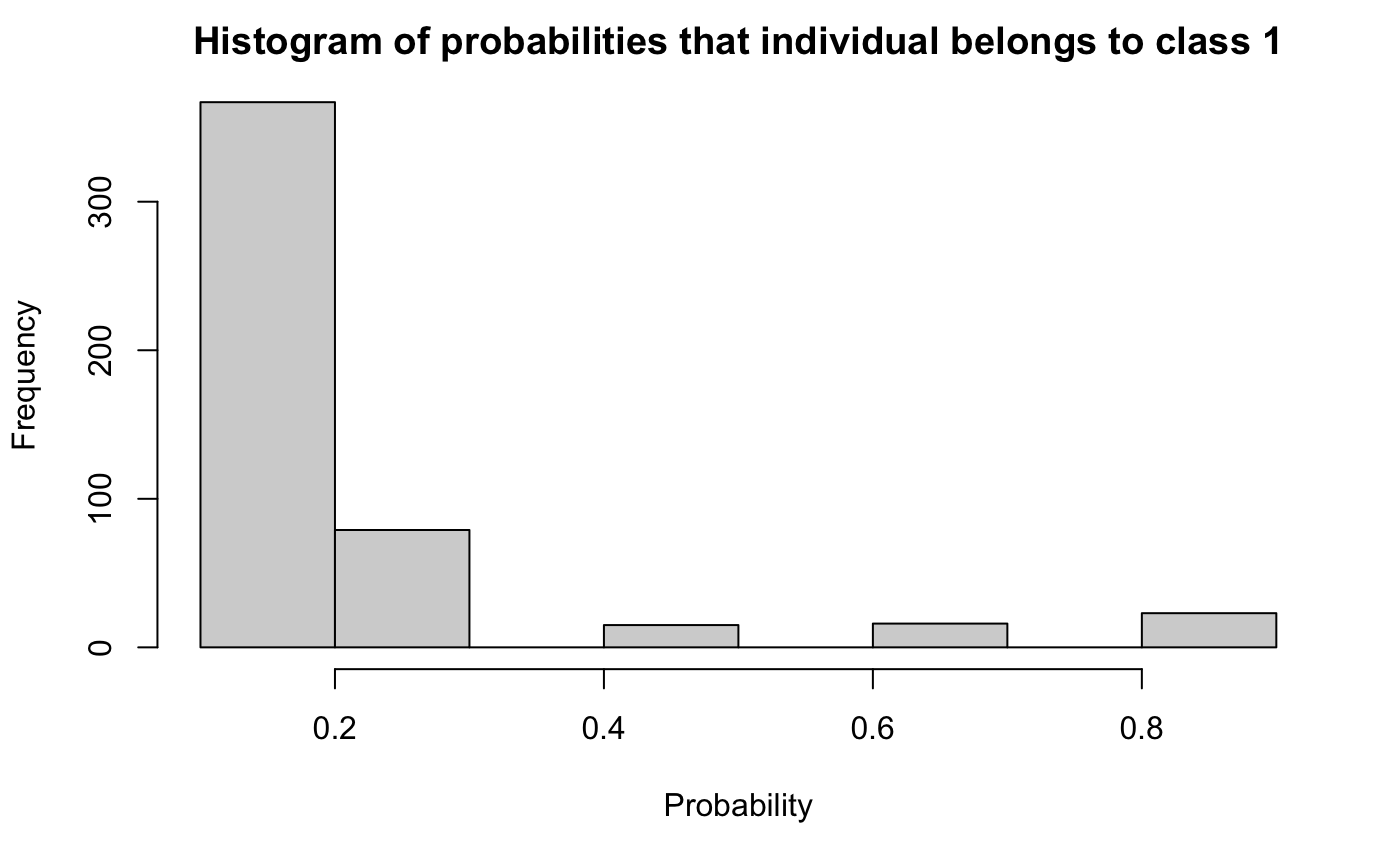 Histogram of probabilities that individual belongs to class 1
300
200
100
0
Frequency
0.2 0.4 0.6 0.8
Probability